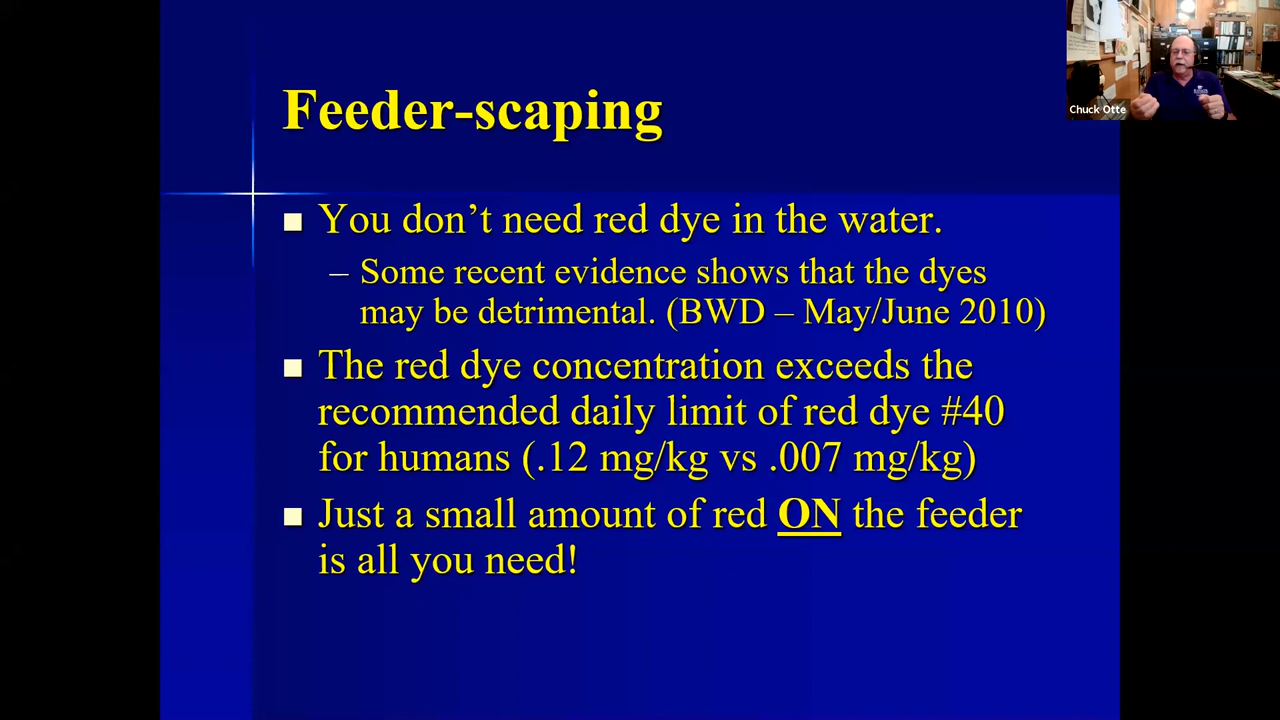 Feeder-scaping
Chuck Otte
■ You don’t need red dye in the water.
– Some recent evidence shows that the dyes
may be detrimental. (BWD – May/June 2010)
■ The red dye concentration exceeds the
recommended daily limit of red dye #40
for humans (.12 mg/kg vs .007 mg/kg)
■ Just a small amount of red ON the feeder
is all you need!